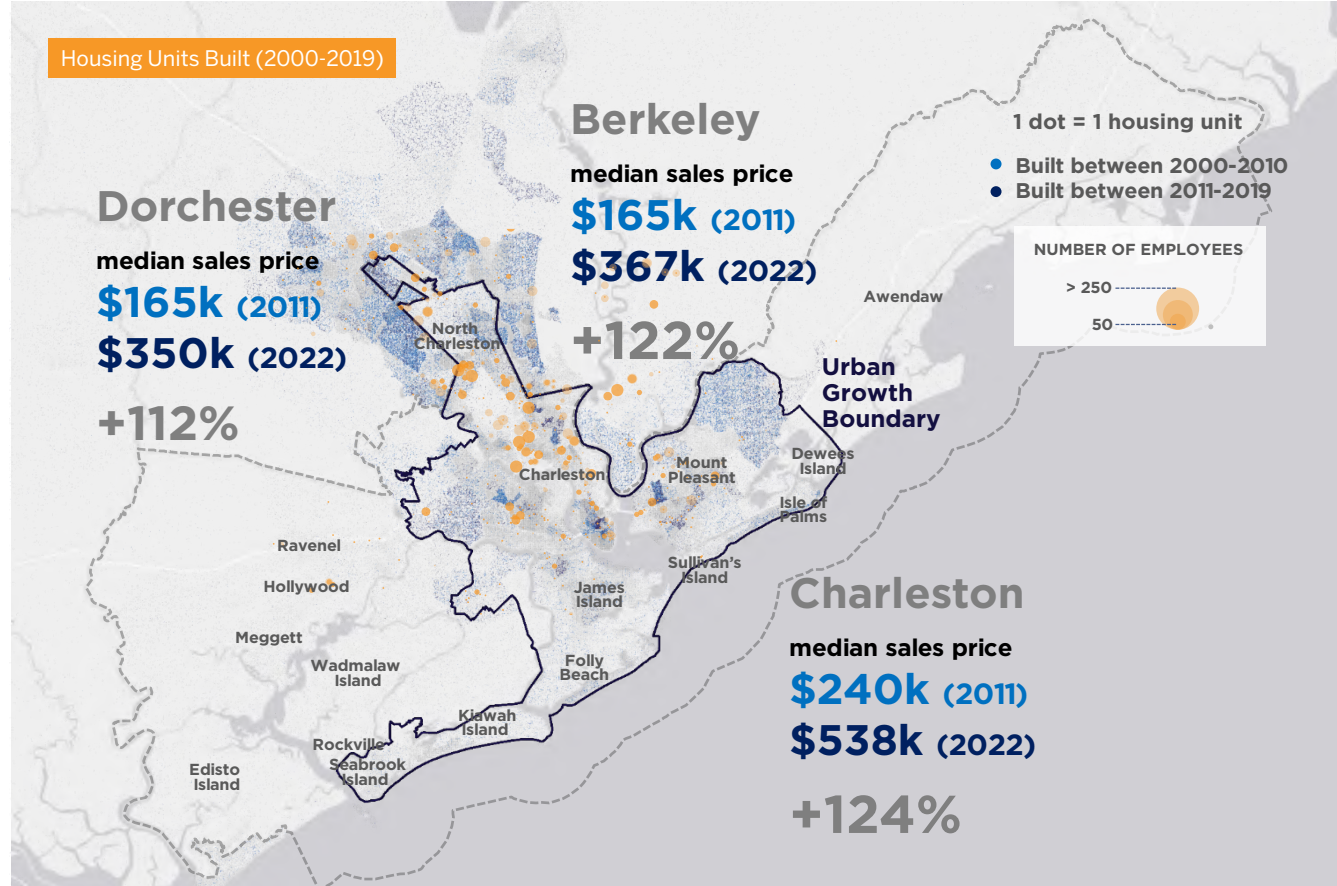 Housing Units Built (2000-2019)
Berkeley
median sales price
$165k (2011)
$367k (2022)
+122%
1 dot = 1 housing unit
Built between 2000-2010
Built between 2011-2019
NUMBER OF EMPLOYEES
> 250
50
Dorchester
median sales price
$165k (2011)
$350k (2022)
+112%
Awendaw
North
Charleston
Urban
Growth
Boundary
Charleston
Mount
Pleasant
Dewees
Island
Isle of
Palms
Ravenel
Hollywood
Meggett
Sullivan's
Island
James
Island
Wadmalaw
Island
Folly
Beach
Kiawah
Island
Rockville
Seabrook
Island
Edisto
Island
Charleston
median sales price
$240k (2011)
$538k (2022)
+124%